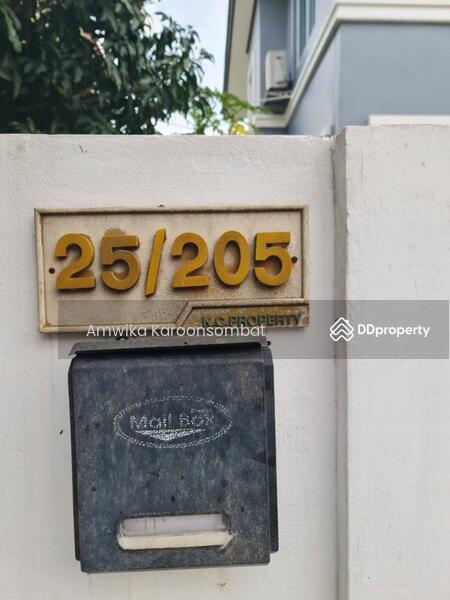 25/205
K.C.PROPERTY
Amwika Karoonsombat
DDproperty
Mail Box